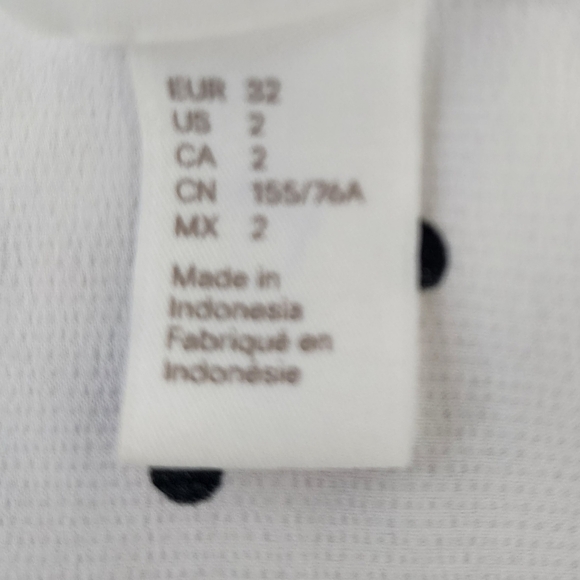 EUR 32
US 2
CA 2
CN 155/76A
MX 2
Made in
Indonesia
Fabriqué en
Indonésie